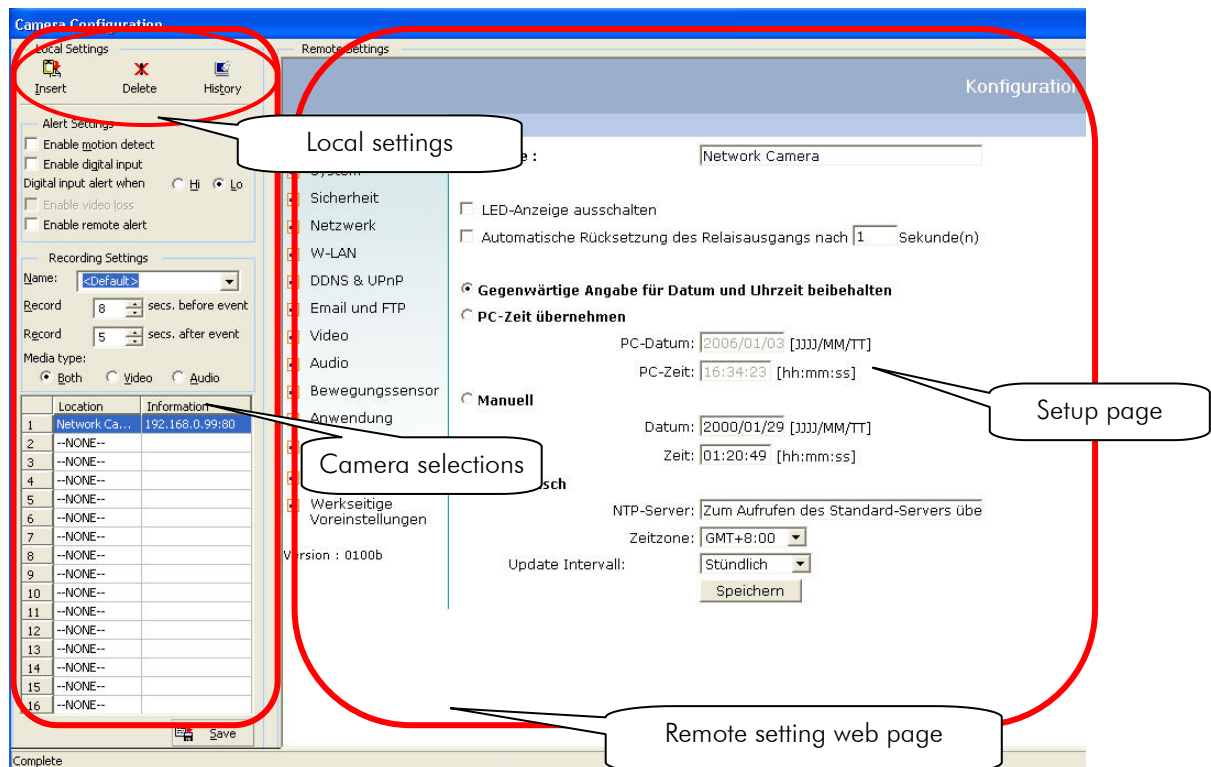 Camera Configuration
Local Settings
Insert
Delete
History
Alert Settings
Enable motion detect
Enable digital input
Digital input alert when Hi Lo
Enable video loss
Enable remote alert
Recording Settings
Name: <Default>
Record 8 secs. before event
Record 5 secs. after event
Media type:
Both Video Audio
Location Information
1 Network Ca... 192.168.0.99:80
2 --NONE--
3 --NONE--
4 --NONE--
5 --NONE--
6 --NONE--
7 --NONE--
8 --NONE--
9 --NONE--
10 --NONE--
11 --NONE--
12 --NONE--
13 --NONE--
14 --NONE--
15 --NONE--
16 --NONE--
Save
Complete
Local settings
Camera selections
Remote Settings
Konfiguration
System
Sicherheit
Netzwerk
W-LAN
DDNS & UPnP
Email und FTP
Video
Audio
Bewegungssensor
Anwendung
Werkseitige
Voreinstellungen
Version : 0100b
e : Network Camera
LED-Anzeige ausschalten
Automatische Rücksetzung des Relaisausgangs nach 1 Sekunde(n)
Gegenwärtige Angabe für Datum und Uhrzeit beibehalten
PC-Zeit übernehmen
PC-Datum: 2006/01/03 [JJJJ/MM/TT]
PC-Zeit: 16:34:23 [hh:mm:ss]
Manuell
Datum: 2000/01/29 [JJJJ/MM/TT]
Zeit: 01:20:49 [hh:mm:ss]
isch
NTP-Server: Zum Aufrufen des Standard-Servers übe
Zeitzone: GMT+8:00
Update Intervall: Stündlich
Speichern
Setup page
Remote setting web page